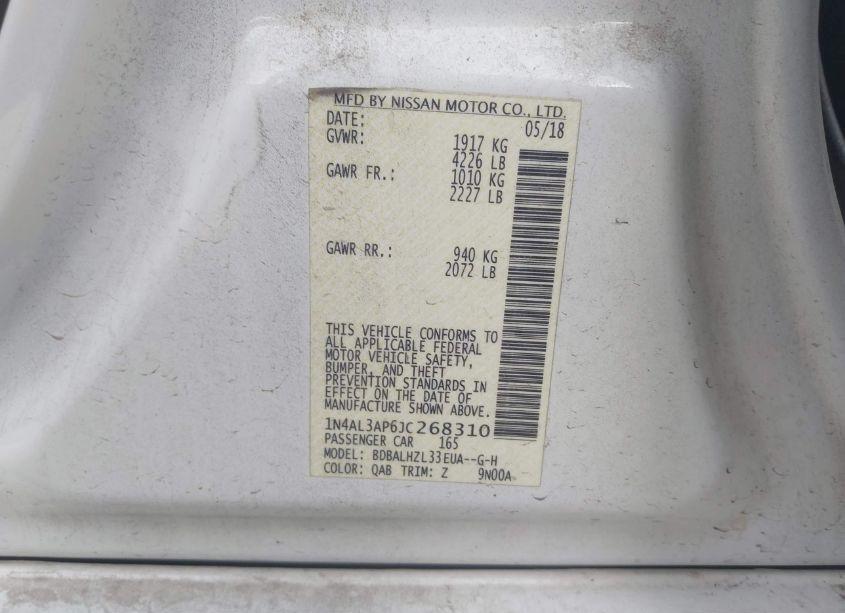 MFD BY NISSAN MOTOR CO., LTD.
DATE: 05/18
GVWR: 1917 KG
4226 LB
GAWR FR.: 1010 KG
2227 LB
GAWR RR.: 940 KG
2072 LB
THIS VEHICLE CONFORMS TO
ALL APPLICABLE FEDERAL
MOTOR VEHICLE SAFETY,
BUMPER, AND THEFT
PREVENTION STANDARDS IN
EFFECT ON THE DATE OF
MANUFACTURE SHOWN ABOVE.
1N4AL3AP6JC268310
PASSENGER CAR 165
MODEL: BDBALHZL33EUA--G-H
COLOR: QAB TRIM: Z 9N00A